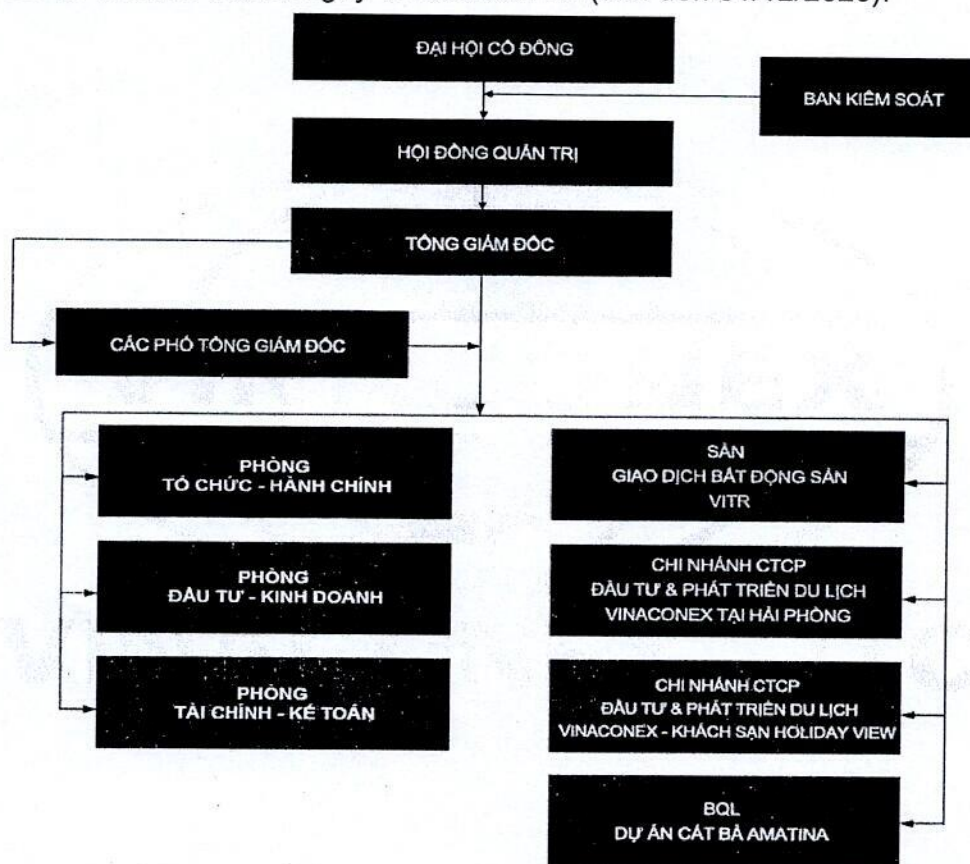 ĐẠI HỘI CỔ ĐÔNG
BAN KIỂM SOÁT
HỘI ĐỒNG QUẢN TRỊ
TỔNG GIÁM ĐỐC
CÁC PHÓ TỔNG GIÁM ĐỐC
PHÒNG
TỔ CHỨC - HÀNH CHÍNH
SÀN
GIAO DỊCH BẤT ĐỘNG SẢN
VITR
PHÒNG
ĐẦU TƯ - KINH DOANH
CHI NHÁNH CTCP
ĐẦU TƯ & PHÁT TRIỂN DU LỊCH
VINACONEX TẠI HẢI PHÒNG
PHÒNG
TÀI CHÍNH - KẾ TOÁN
CHI NHÁNH CTCP
ĐẦU TƯ & PHÁT TRIỂN DU LỊCH
VINACONEX - KHÁCH SẠN HOLIDAY VIEW
BQL
DỰ ÁN CÁT BÀ AMATINA